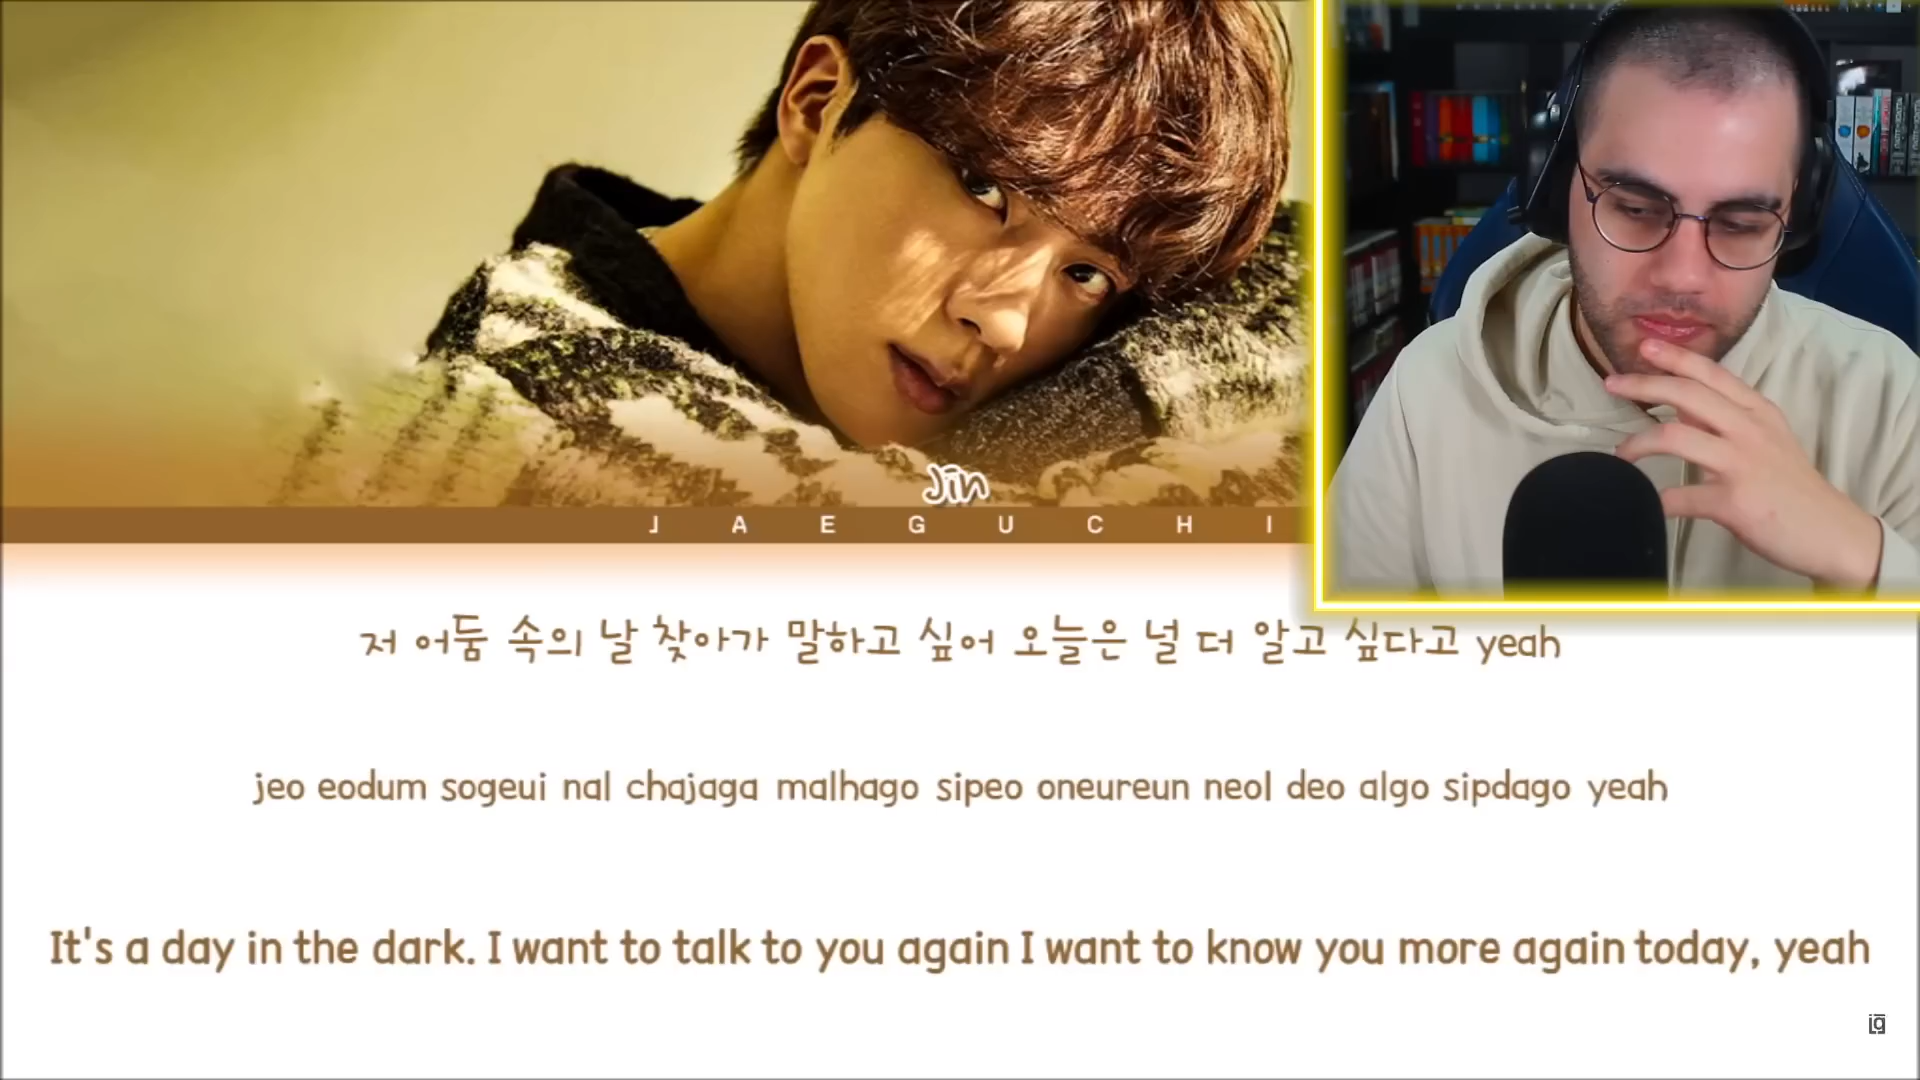 Jin
JAEGUCHI
저 어둠 속의 날 찾아가 말하고 싶어 오늘은 널 더 알고 싶다고 yeah
jeo eodum sogeui nal chajaga malhago sipeo oneureun neol deo algo sipdago yeah
It's a day in the dark. I want to talk to you again I want to know you more again today, yeah